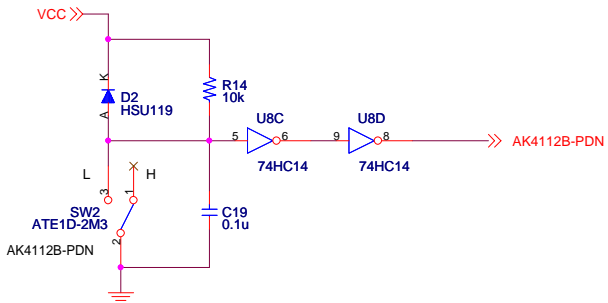 VCC
K
D2
HSU119
A
R14
10k
U8C
5
6
74HC14
U8D
9
8
74HC14
AK4112B-PDN
L
H
3
1
SW2
ATE1D-2M3
2
AK4112B-PDN
C19
0.1u